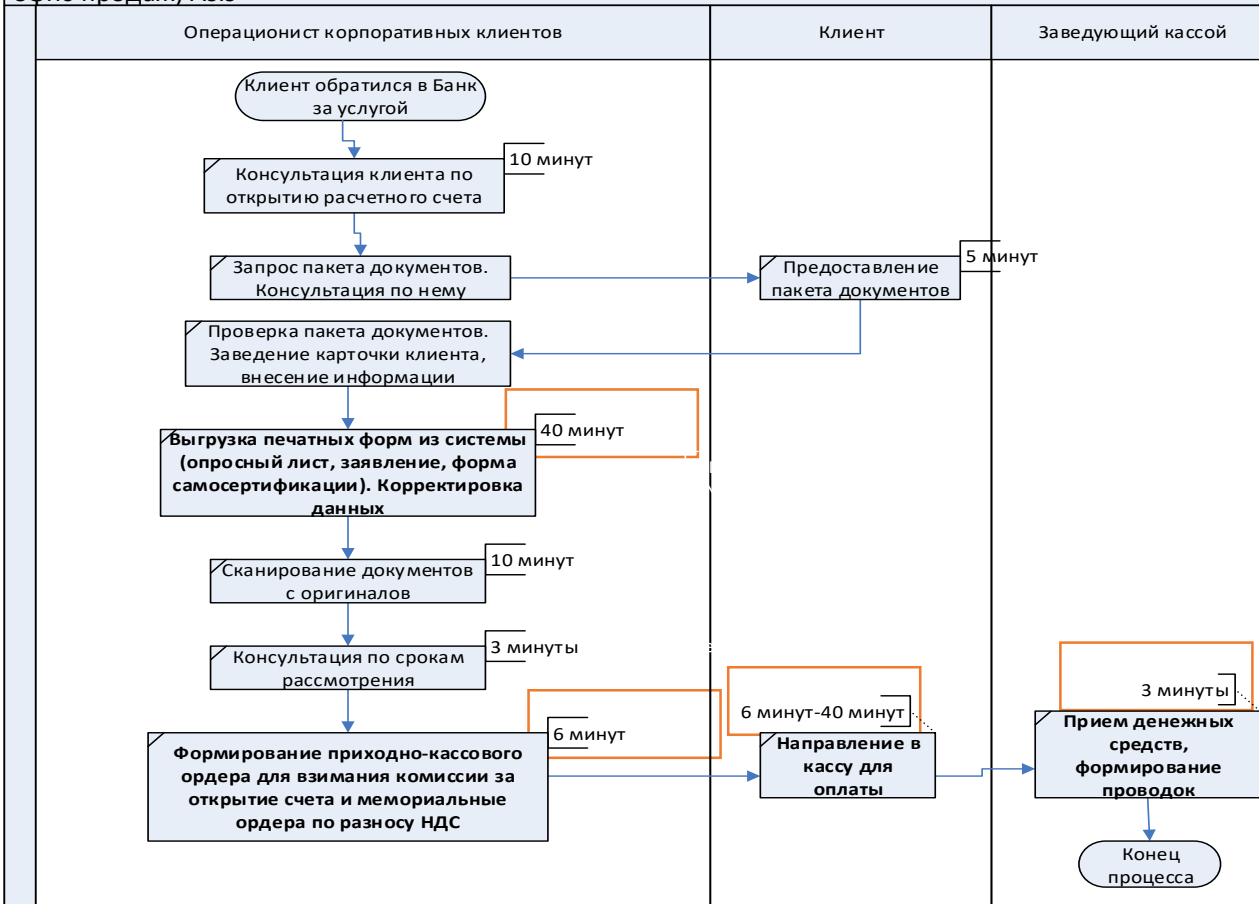 Операционист корпоративных клиентов
Клиент
Заведующий кассой
Клиент обратился в Банк
за услугой
10 минут
Консультация клиента по
открытию расчетного счета
Запрос пакета документов.
Консультация по нему
5 минут
Предоставление
пакета документов
Проверка пакета документов.
Заведение карточки клиента,
внесение информации
40 минут
Выгрузка печатных форм из системы
(опросный лист, заявление, форма
самосертификации). Корректировка
данных
10 минут
Сканирование документов
с оригиналов
3 минуты
Консультация по срокам
рассмотрения
6 минут
Формирование приходно-кассового
ордера для взимания комиссии за
открытие счета и мемориальные
ордера по разносу НДС
6 минут-40 минут
Направление в
кассу для
оплаты
3 минуты
Прием денежных
средств,
формирование
проводок
Конец
процесса